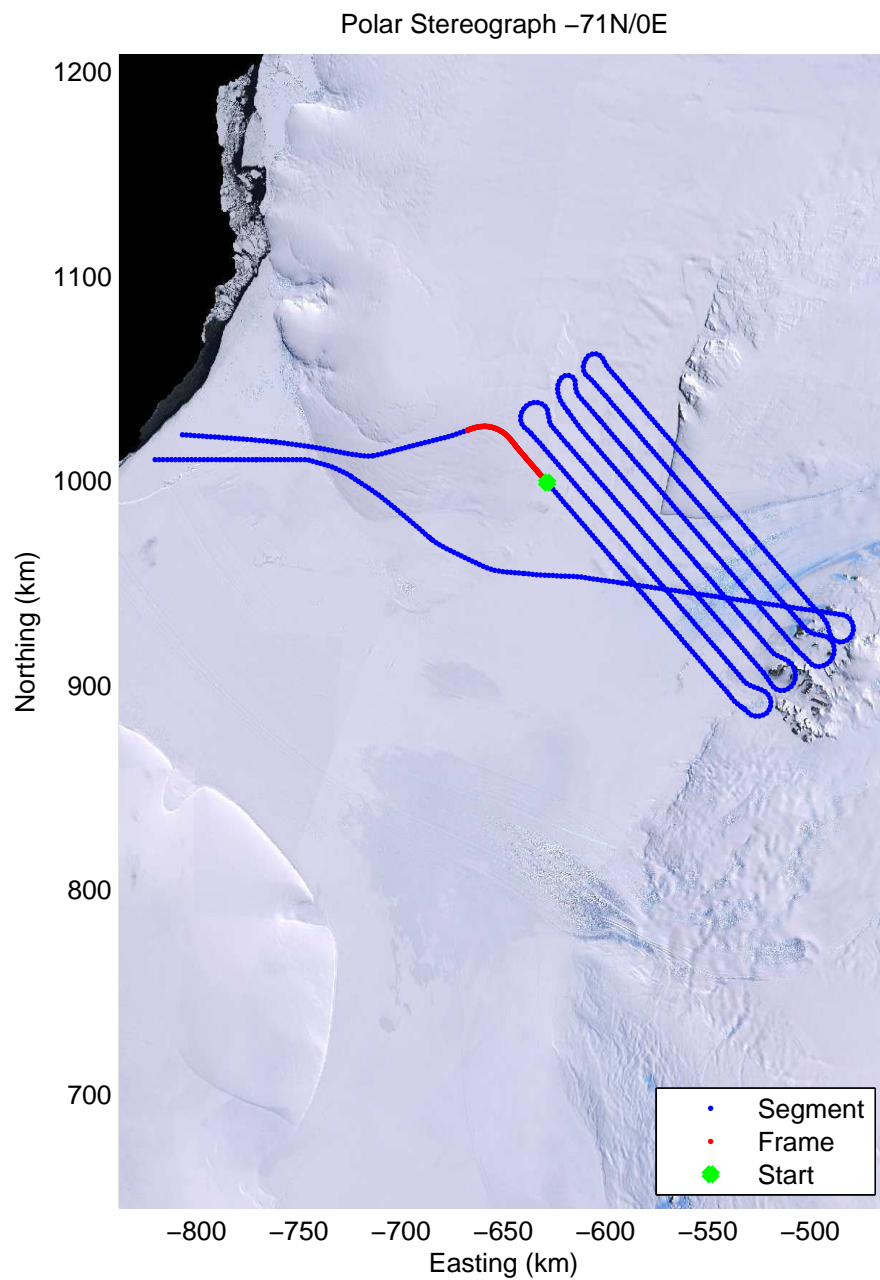 Polar Stereograph −71N/0E
1200
1100
1000
900
800
700
Northing (km)
−800 −750 −700 −650 −600 −550 −500
Easting (km)
Segment
Frame
Start